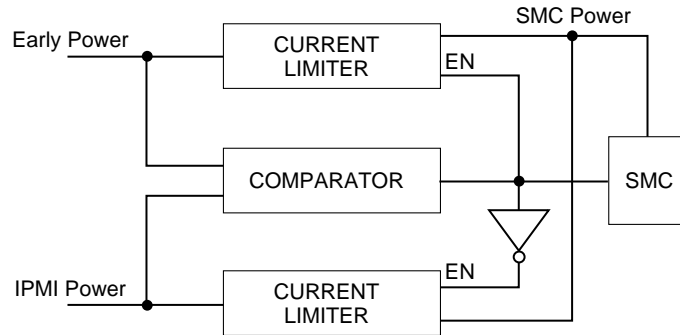 SMC Power
Early Power
CURRENT
LIMITER
EN
COMPARATOR
SMC
EN
IPMI Power
CURRENT
LIMITER